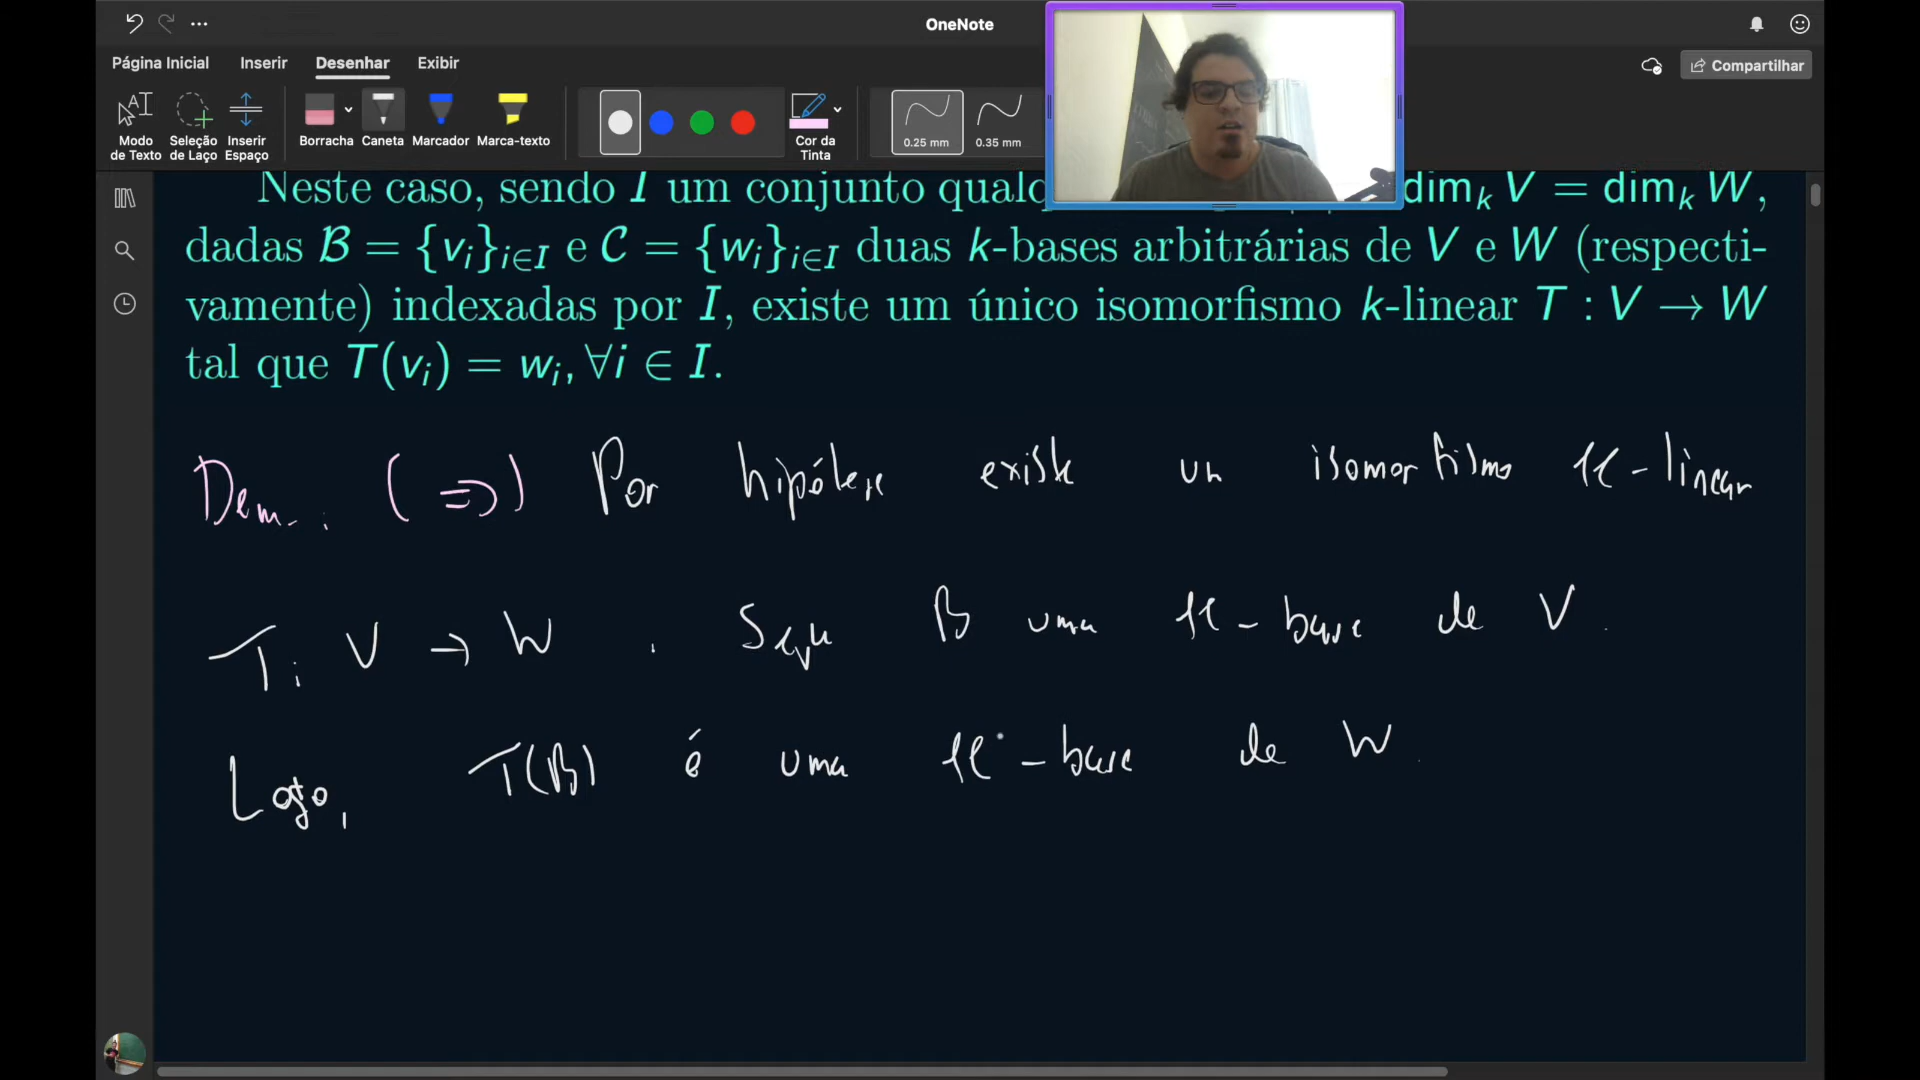 OneNote
Página Inicial Inserir Desenhar Exibir
Compartilhar
Modo de Texto Seleção de Laço Inserir Espaço Borracha Caneta Marcador Marca-texto Cor da Tinta 0.25 mm 0.35 mm
Neste caso, sendo I um conjunto qualq dim_k V = dim_k W,
dadas B = {v_i}_{i∈I} e C = {w_i}_{i∈I} duas k-bases arbitrárias de V e W (respecti-
vamente) indexadas por I, existe um único isomorfismo k-linear T : V → W
tal que T(v_i) = w_i, ∀i ∈ I.
Dem.: (⇒) Por hipótese existe un isomorfismo k-linear
T: V → W. Seja B uma k-base de V.
Logo, T(B) é uma k-base de W.